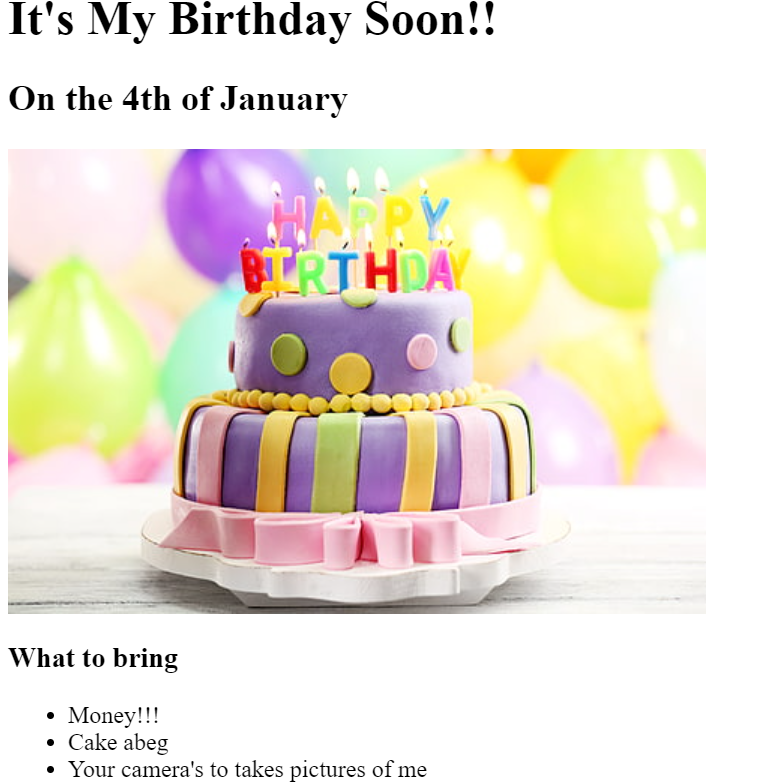 It's My Birthday Soon!!
On the 4th of January
HAPPY
BIRTHDAY
What to bring
Money!!!
Cake abeg
Your camera's to takes pictures of me